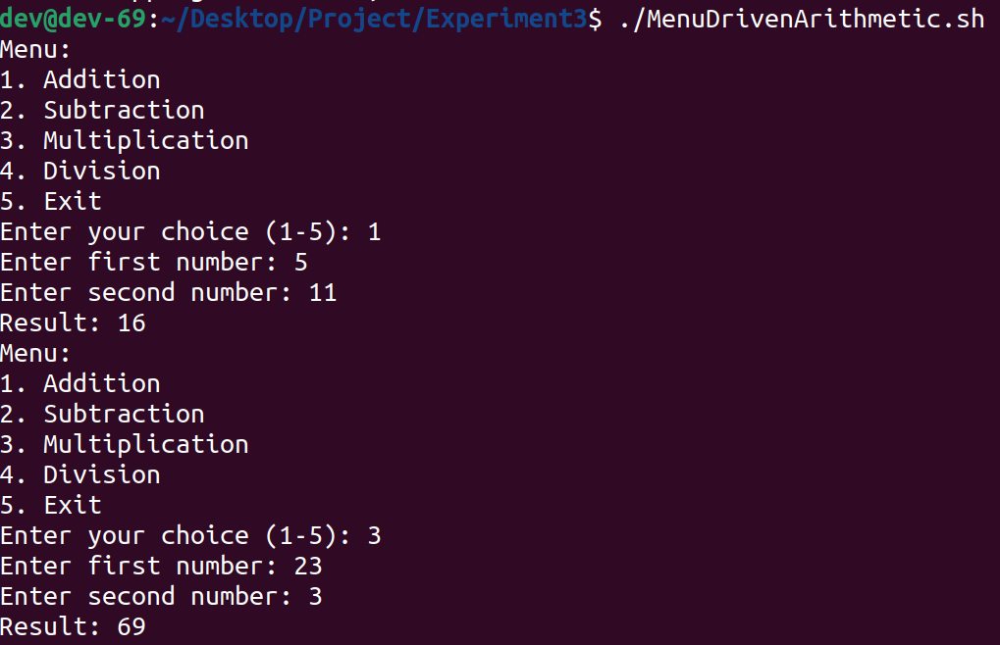 dev@dev-69:~/Desktop/Project/Experiment3$ ./MenuDrivenArithmetic.sh
Menu:
1. Addition
2. Subtraction
3. Multiplication
4. Division
5. Exit
Enter your choice (1-5): 1
Enter first number: 5
Enter second number: 11
Result: 16
Menu:
1. Addition
2. Subtraction
3. Multiplication
4. Division
5. Exit
Enter your choice (1-5): 3
Enter first number: 23
Enter second number: 3
Result: 69